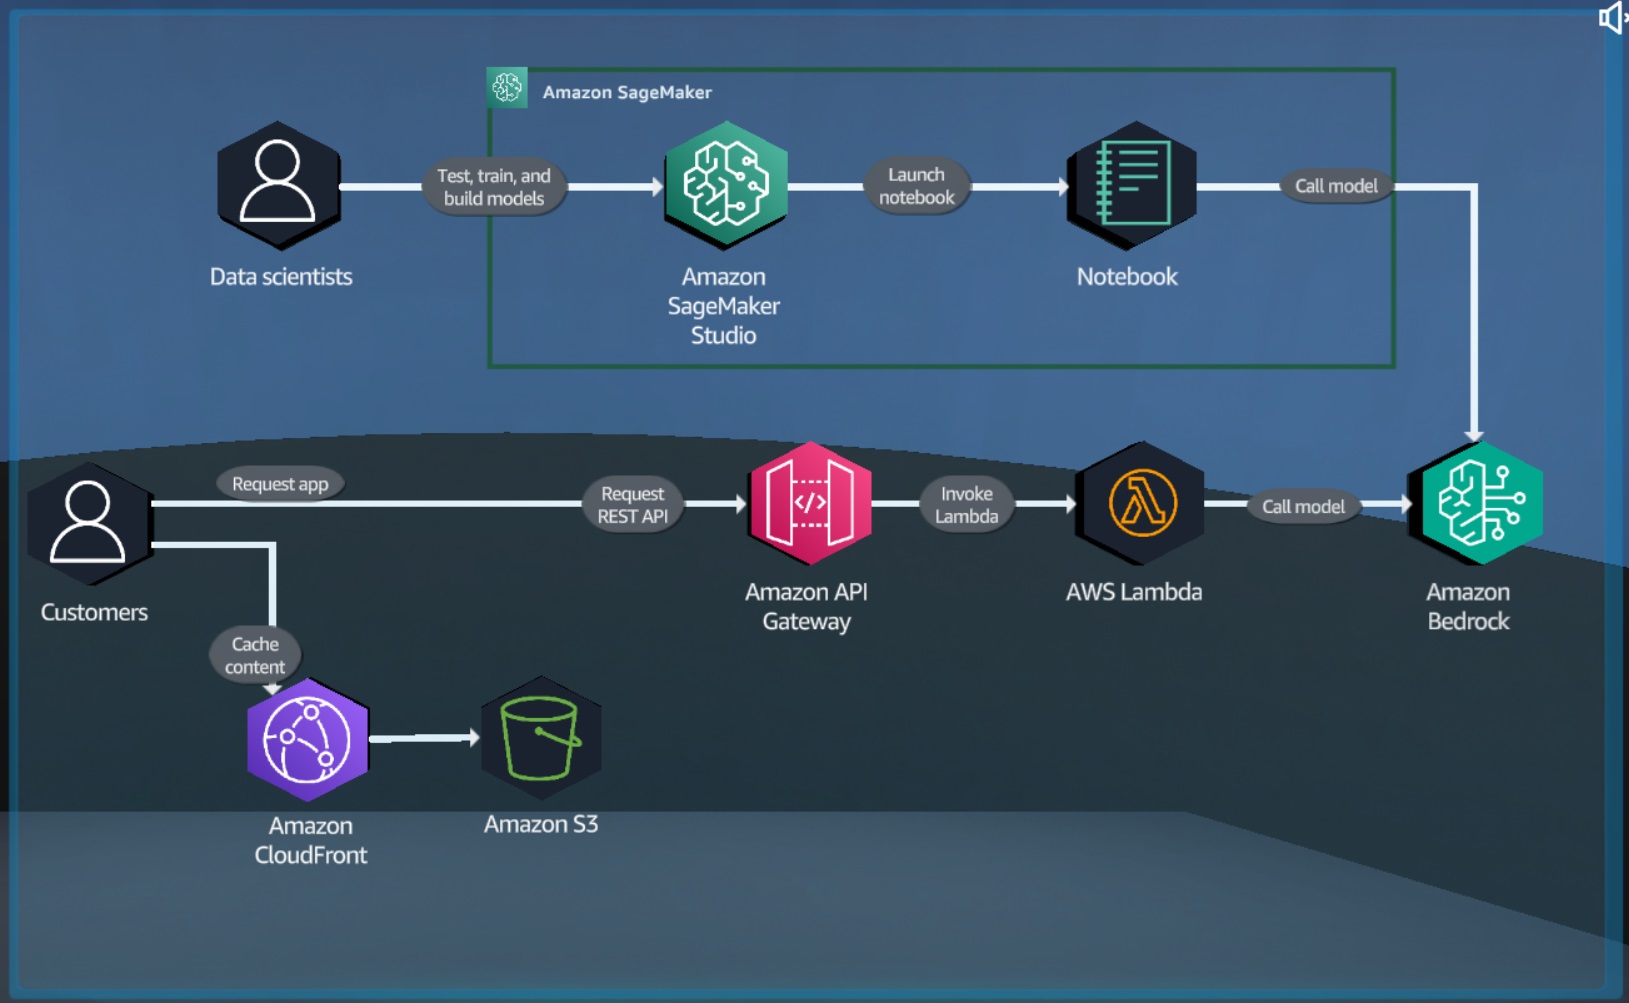 Amazon SageMaker
Test, train, and
build models
Launch
notebook
Call model
Data scientists
Amazon
SageMaker
Studio
Notebook
Request app
Request
REST API
</>
Invoke
Lambda
Call model
Customers
Amazon API
Gateway
AWS Lambda
Amazon
Bedrock
Cache
content
Amazon
CloudFront
Amazon S3